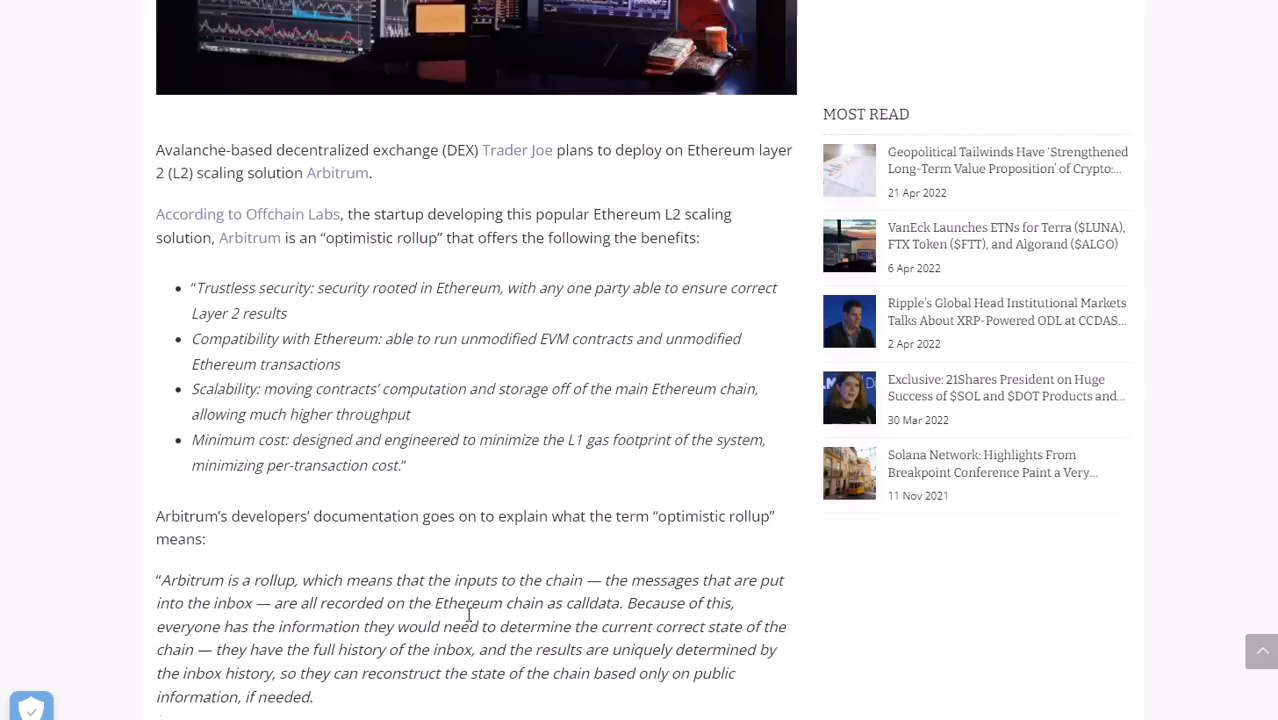 Avalanche-based decentralized exchange (DEX) Trader Joe plans to deploy on Ethereum layer
2 (L2) scaling solution Arbitrum.
According to Offchain Labs, the startup developing this popular Ethereum L2 scaling
solution, Arbitrum is an “optimistic rollup” that offers the following the benefits:
“Trustless security: security rooted in Ethereum, with any one party able to ensure correct
Layer 2 results
Compatibility with Ethereum: able to run unmodified EVM contracts and unmodified
Ethereum transactions
Scalability: moving contracts’ computation and storage off of the main Ethereum chain,
allowing much higher throughput
Minimum cost: designed and engineered to minimize the L1 gas footprint of the system,
minimizing per-transaction cost.“
Arbitrum’s developers’ documentation goes on to explain what the term “optimistic rollup”
means:
“Arbitrum is a rollup, which means that the inputs to the chain — the messages that are put
into the inbox — are all recorded on the Ethereum chain as calldata. Because of this,
everyone has the information they would need to determine the current correct state of the
chain — they have the full history of the inbox, and the results are uniquely determined by
the inbox history, so they can reconstruct the state of the chain based only on public
information, if needed.
MOST READ
Geopolitical Tailwinds Have ‘Strengthened
Long-Term Value Proposition’ of Crypto:...
21 Apr 2022
VanEck Launches ETNs for Terra ($LUNA),
FTX Token ($FTT), and Algorand ($ALGO)
6 Apr 2022
Ripple’s Global Head Institutional Markets
Talks About XRP-Powered ODL at CCDAS...
2 Apr 2022
Exclusive: 21Shares President on Huge
Success of $SOL and $DOT Products and...
30 Mar 2022
Solana Network: Highlights From
Breakpoint Conference Paint a Very...
11 Nov 2021